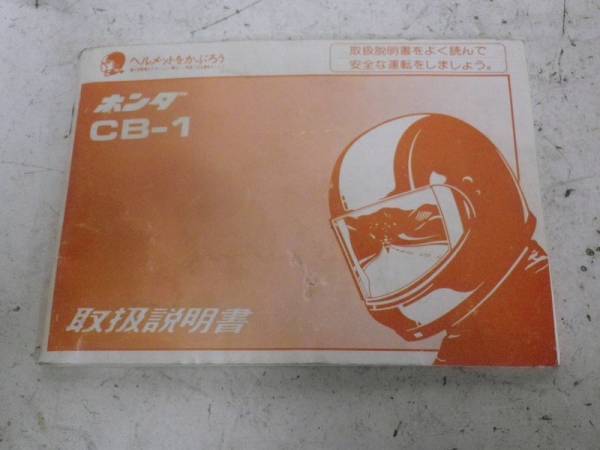 ヘルメットをかぶろう
取扱説明書をよく読んで
安全な運転をしましょう。
ホンダ
CB-1
取扱説明書